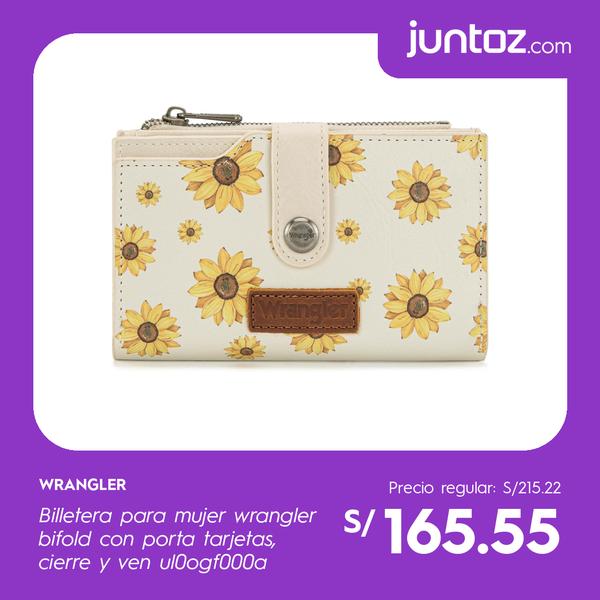 juntoz.com
Wrangler
Wrangler
WRANGLER
Billetera para mujer wrangler
bifold con porta tarjetas,
cierre y ven ul0ogf000a
Precio regular: S/215.22
S/165.55